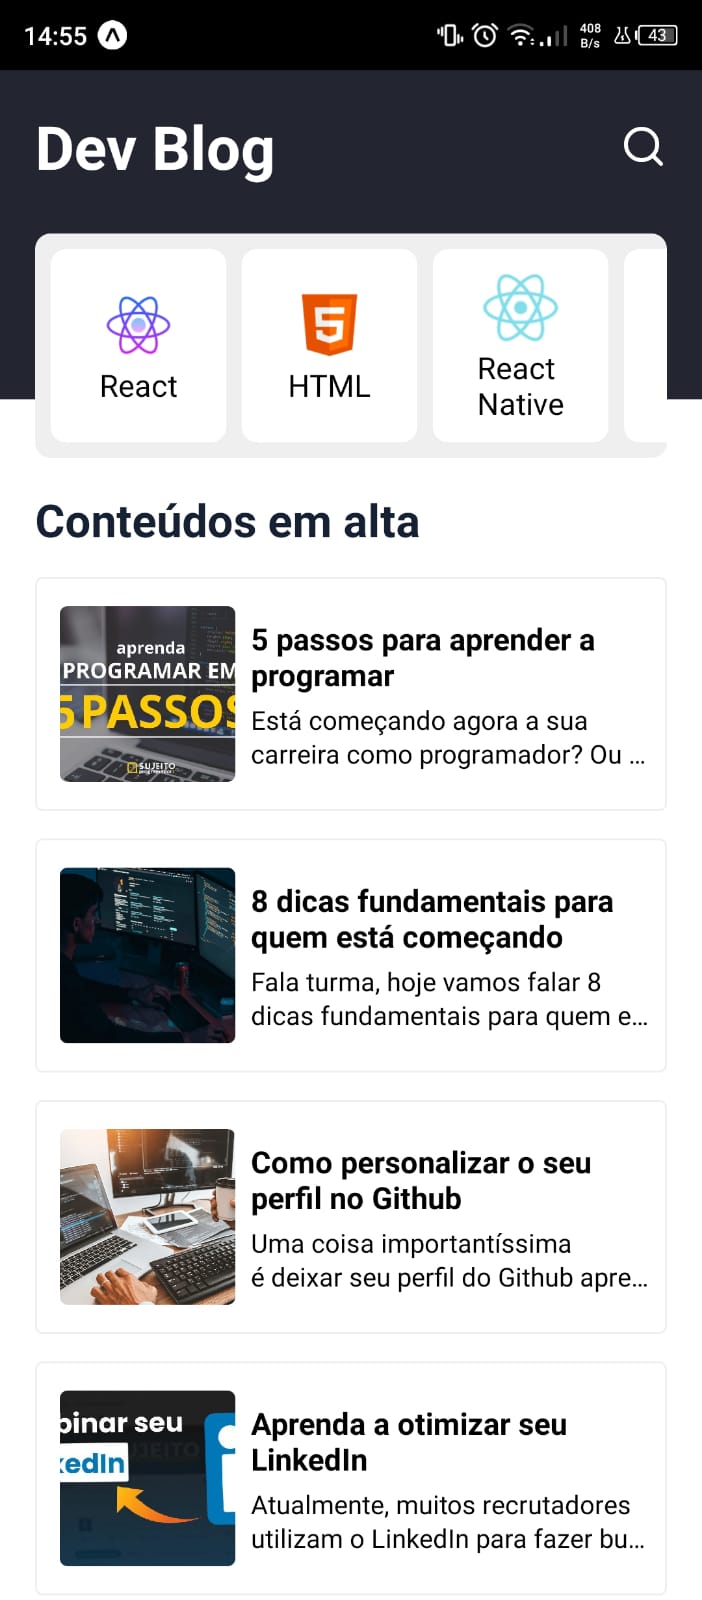 14:55
408
B/s
43
Dev Blog
React
HTML
React
Native
Conteúdos em alta
aprenda
PROGRAMAR EM
5 PASSOS
SUJEITO
5 passos para aprender a
programar
Está começando agora a sua
carreira como programador? Ou ...
8 dicas fundamentais para
quem está começando
Fala turma, hoje vamos falar 8
dicas fundamentais para quem e...
Como personalizar o seu
perfil no Github
Uma coisa importantíssima
é deixar seu perfil do Github apre...
binar seu
kedIn
Aprenda a otimizar seu
LinkedIn
Atualmente, muitos recrutadores
utilizam o LinkedIn para fazer bu...